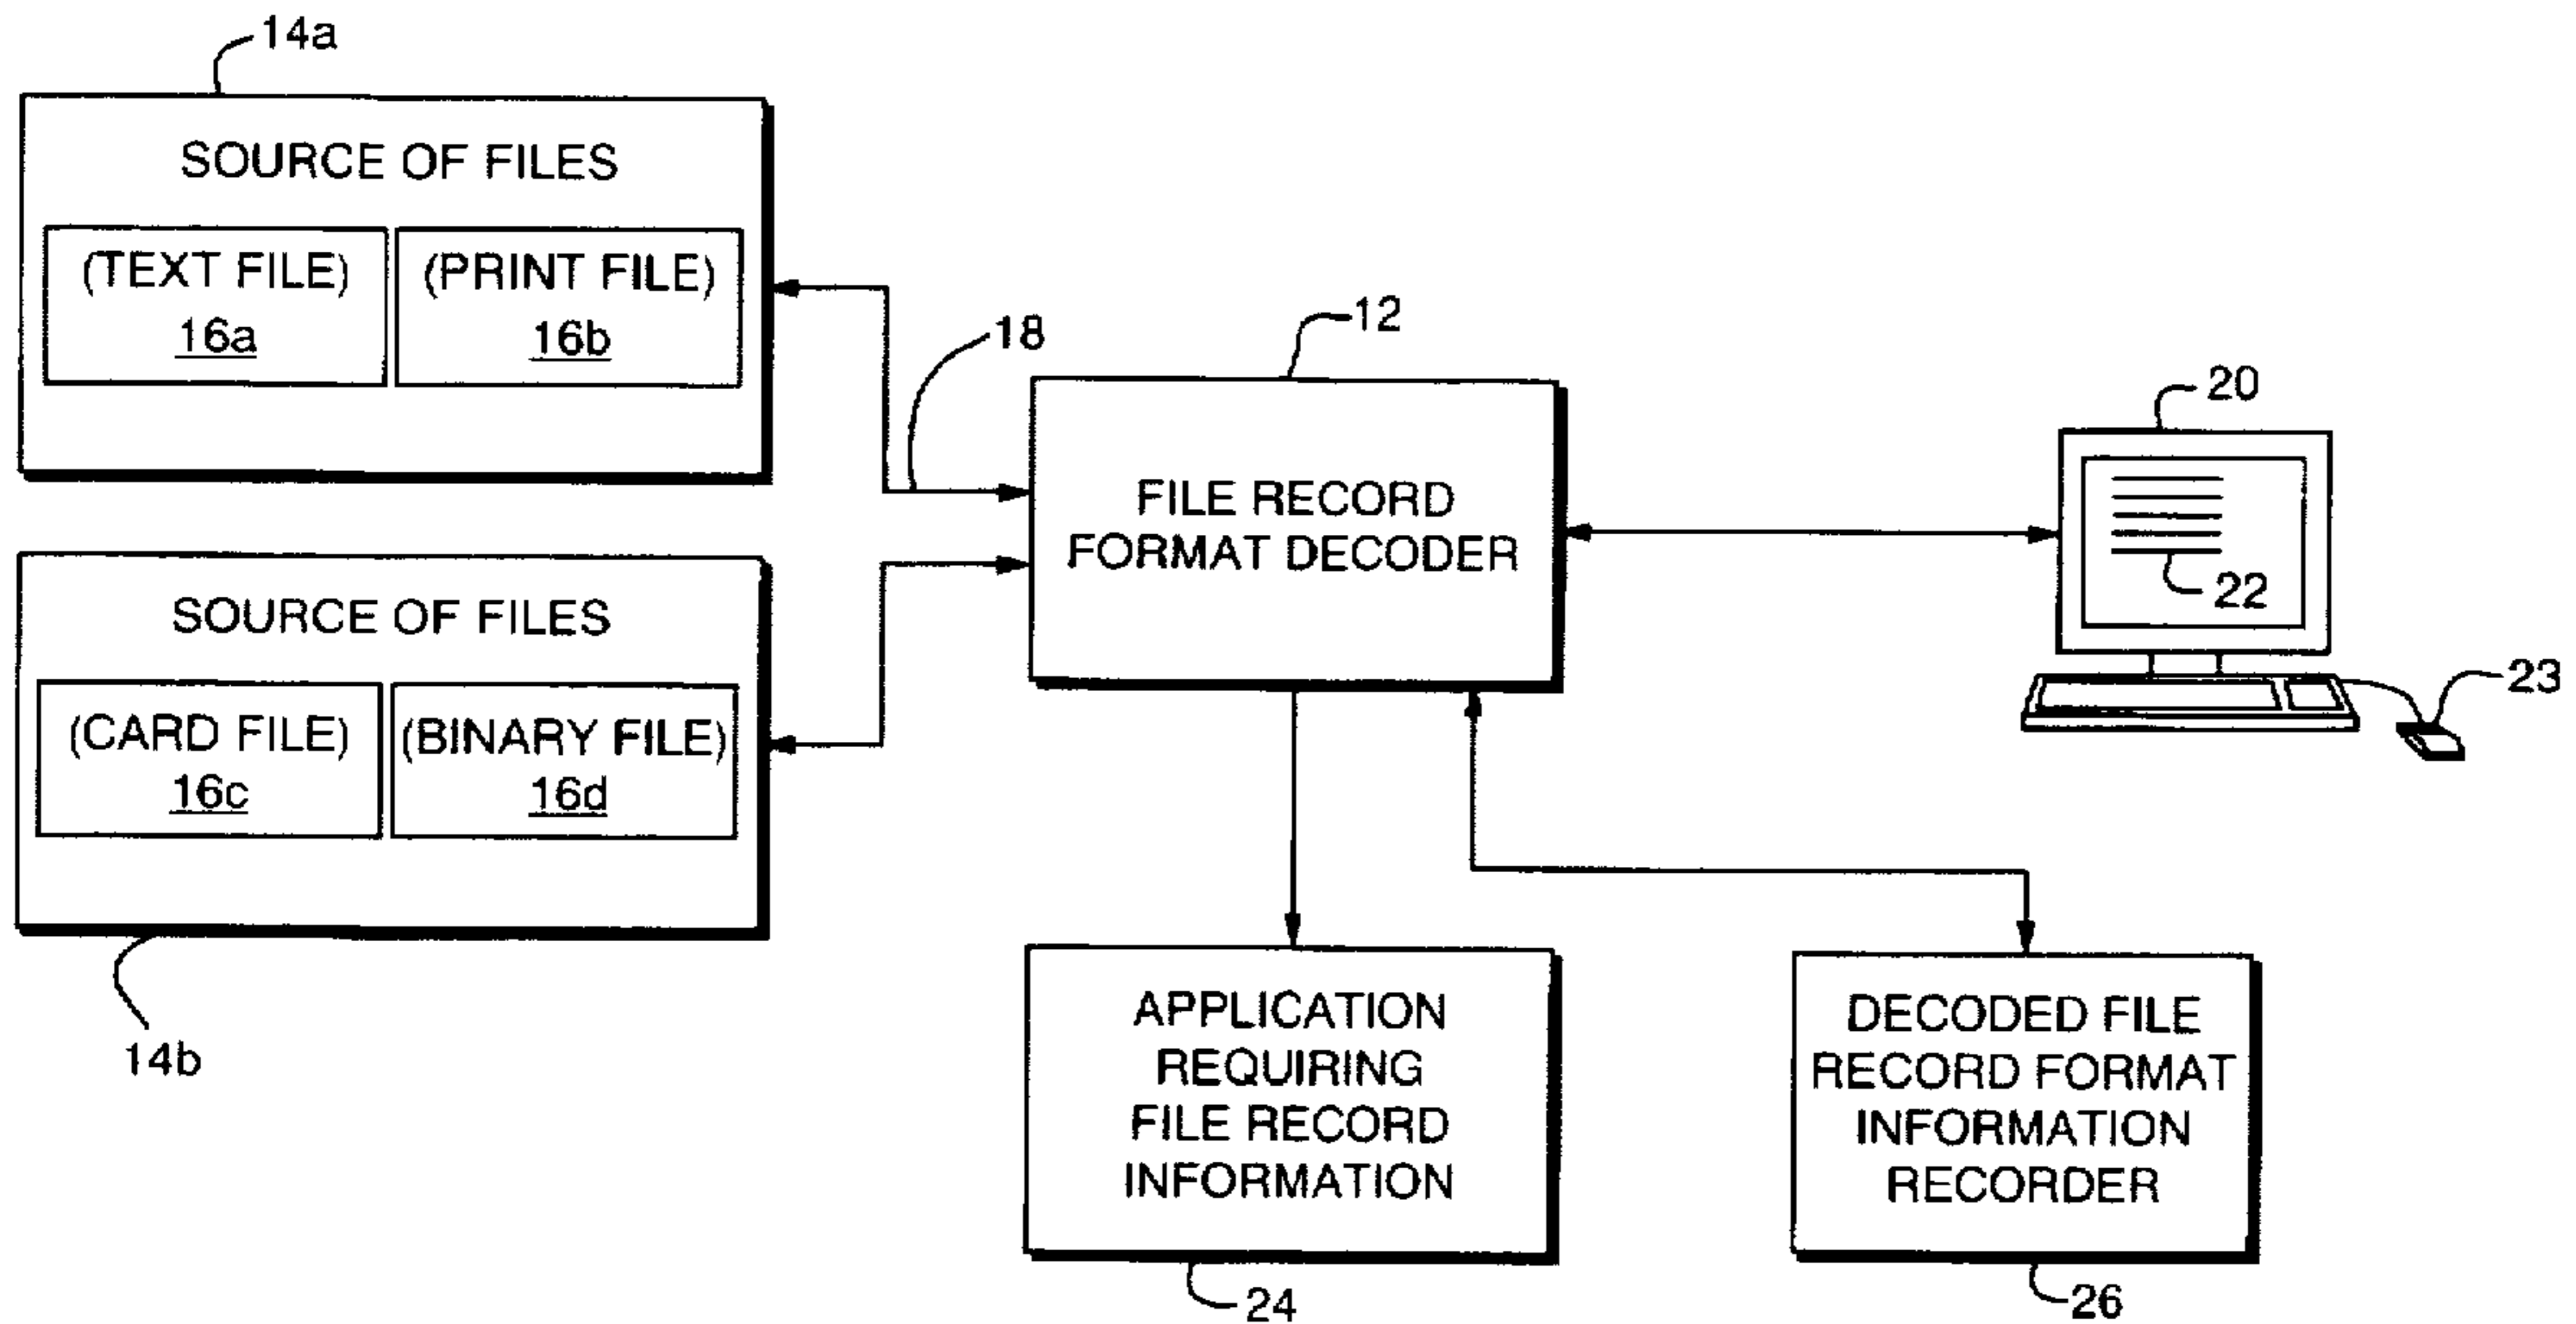 14a
SOURCE OF FILES
(TEXT FILE)
16a
(PRINT FILE)
16b
18
12
FILE RECORD
FORMAT DECODER
20
22
23
SOURCE OF FILES
(CARD FILE)
16c
(BINARY FILE)
16d
14b
APPLICATION
REQUIRING
FILE RECORD
INFORMATION
24
DECODED FILE
RECORD FORMAT
INFORMATION
RECORDER
26